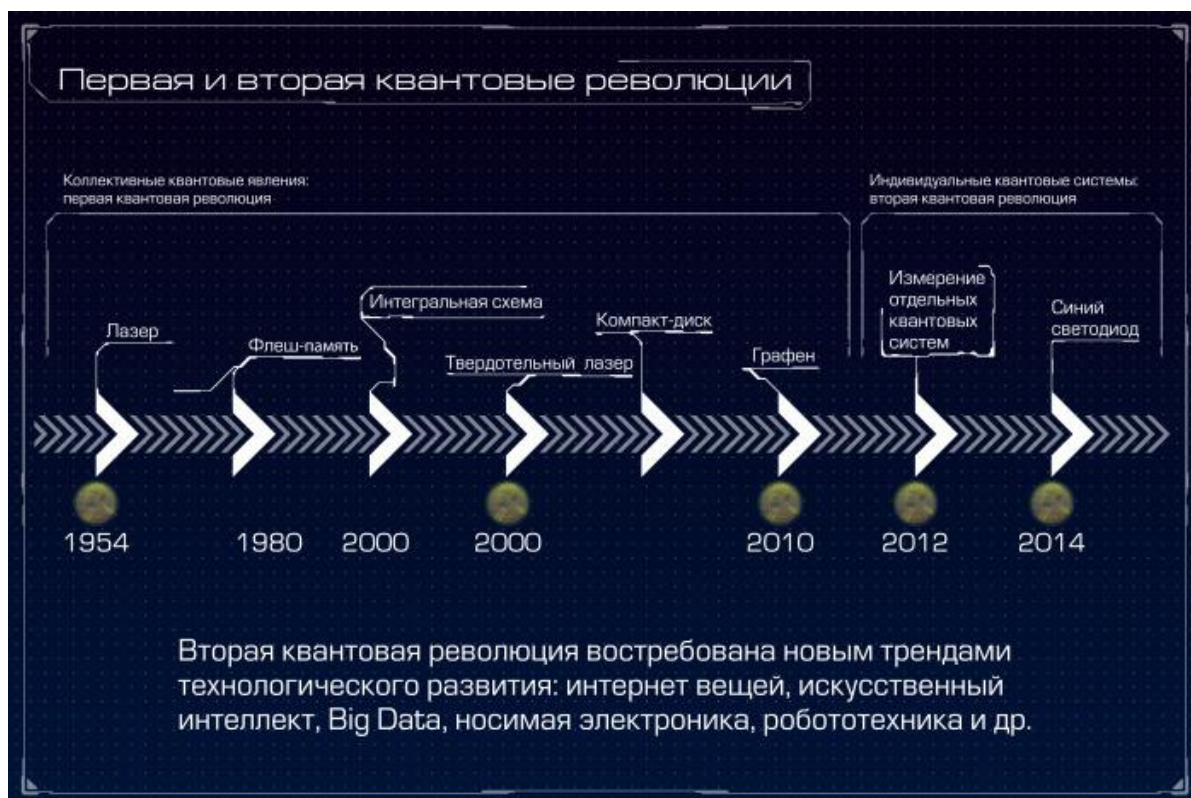 Первая и вторая квантовые революции
Коллективные квантовые явления:
первая квантовая революция
Индивидуальные квантовые системы:
вторая квантовая революция
Лазер
Флеш-память
Интегральная схема
Твердотельный лазер
Компакт-диск
Графен
Измерение
отдельных
квантовых
систем
Синий
светодиод
1954
1980
2000
2000
2010
2012
2014
Вторая квантовая революция востребована новым трендами
технологического развития: интернет вещей, искусственный
интеллект, Big Data, носимая электроника, робототехника и др.